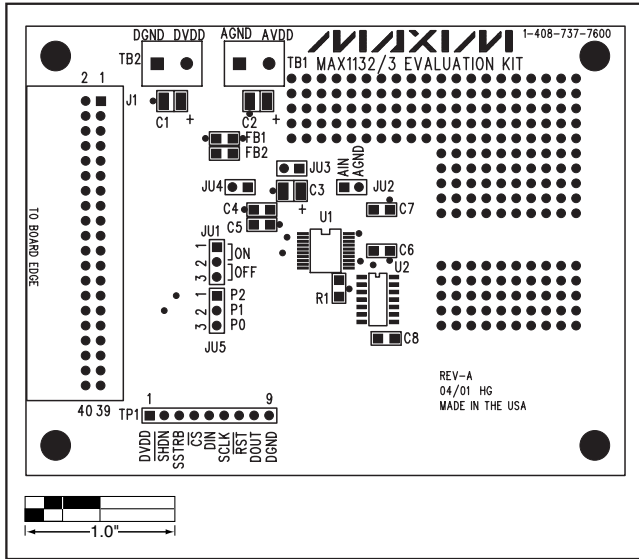 DGND DVDD
AGND AVDD
MAXIM
1-408-737-7600
TB2
TB1 MAX1132/3 EVALUATION KIT
2 1
J1
C1 +
C2 +
FB1
FB2
JU3
AIN
AGND
JU4
C3 +
JU2
C4
C5
C7
TO BOARD EDGE
JU1
1
2
3
ON
OFF
U1
C6
U2
R1
1 P2
2 P1
3 P0
JU5
C8
REV-A
04/01 HG
MADE IN THE USA
40 39
TP1
1 9
DVDD
SHDN
SSTRB
CS
DIN
SCLK
RST
DOUT
DGND
1.0"